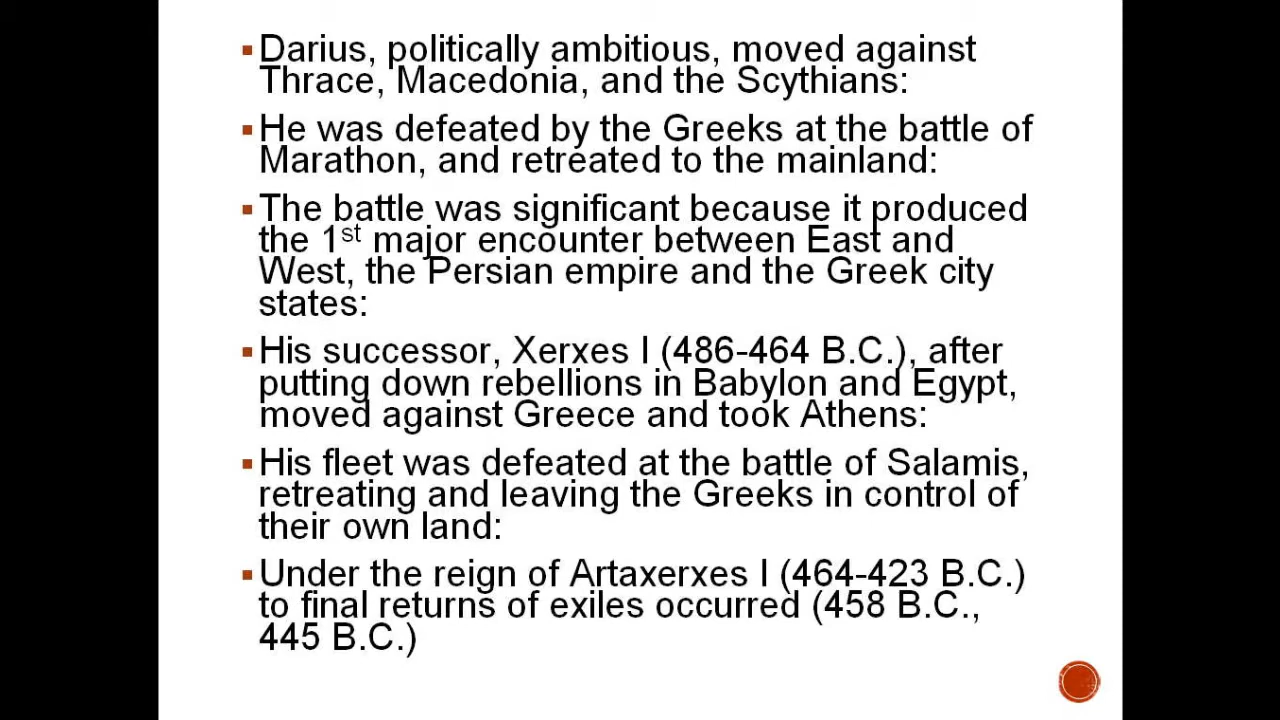 ▪Darius, politically ambitious, moved against
Thrace, Macedonia, and the Scythians:
▪He was defeated by the Greeks at the battle of
Marathon, and retreated to the mainland:
▪The battle was significant because it produced
the 1st major encounter between East and
West, the Persian empire and the Greek city
states:
▪His successor, Xerxes I (486-464 B.C.), after
putting down rebellions in Babylon and Egypt,
moved against Greece and took Athens:
▪His fleet was defeated at the battle of Salamis,
retreating and leaving the Greeks in control of
their own land:
▪Under the reign of Artaxerxes I (464-423 B.C.)
to final returns of exiles occurred (458 B.C.,
445 B.C.)